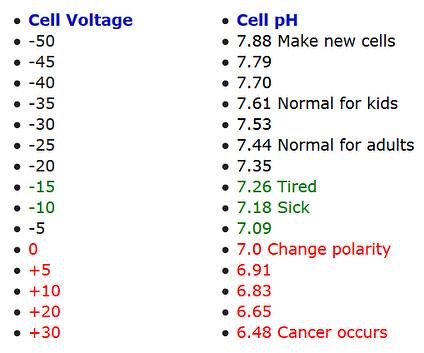 Cell Voltage Cell pH
-50 7.88 Make new cells
-45 7.79
-40 7.70
-35 7.61 Normal for kids
-30 7.53
-25 7.44 Normal for adults
-20 7.35
-15 7.26 Tired
-10 7.18 Sick
-5 7.09
0 7.0 Change polarity
+5 6.91
+10 6.83
+20 6.65
+30 6.48 Cancer occurs